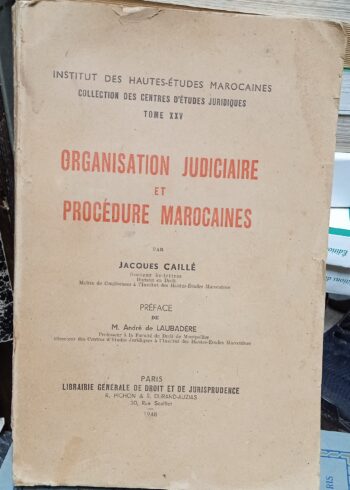 INSTITUT DES HAUTES-ÉTUDES MAROCAINES
COLLECTION DES CENTRES D'ÉTUDES JURIDIQUES
TOME XXV
ORGANISATION JUDICIAIRE
ET
PROCÉDURE MAROCAINES
PAR
JACQUES CAILLÉ
Docteur ès-lettres
Docteur en Droit
Maître de Conférences à l'Institut des Hautes-Études Marocaines
PRÉFACE
DE
M. André de LAUBADÈRE
Professeur à la Faculté de Droit de Montpellier
Directeur des Centres d'Etudes Juridiques à l'Institut des Hautes-Études Marocaines
PARIS
LIBRAIRIE GÉNÉRALE DE DROIT ET DE JURISPRUDENCE
R. PICHON & R. DURAND-AUZIAS
20, Rue Soufflot
1948
Edition
PARIS